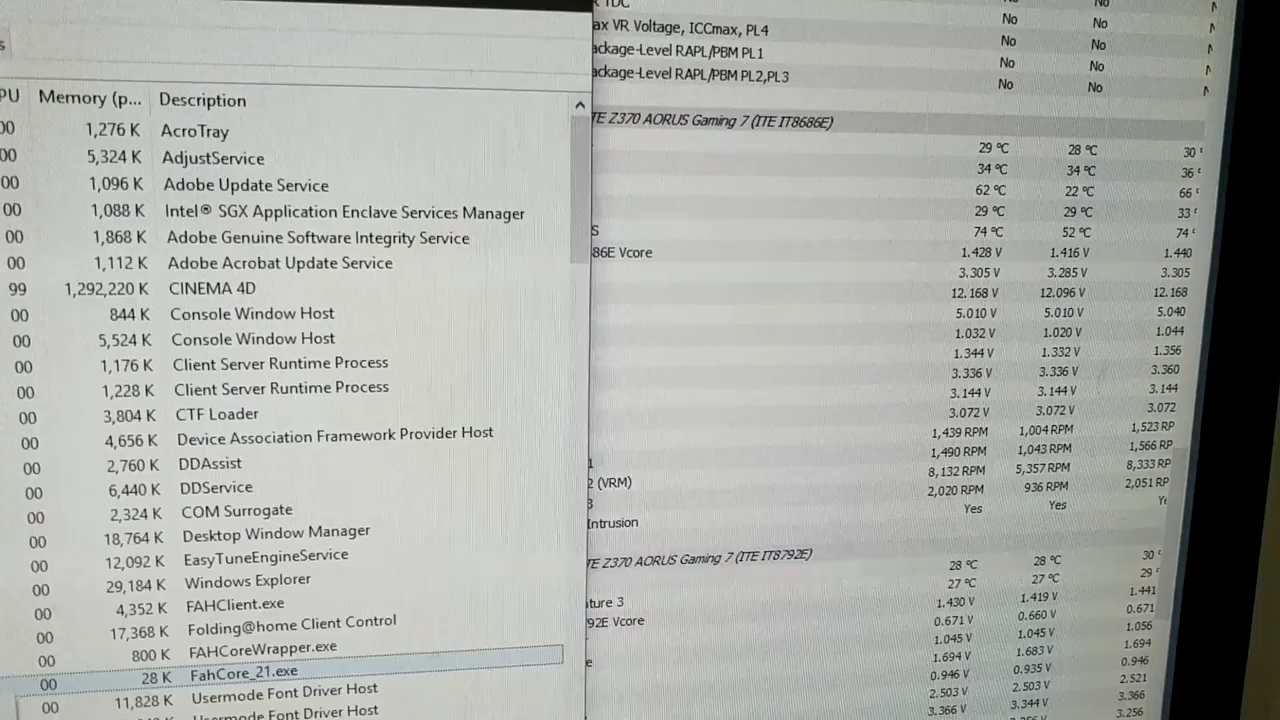 PU Memory (p... Description
00 1,276 K AcroTray
00 5,324 K AdjustService
00 1,096 K Adobe Update Service
00 1,088 K Intel® SGX Application Enclave Services Manager
00 1,868 K Adobe Genuine Software Integrity Service
00 1,112 K Adobe Acrobat Update Service
99 1,292,220 K CINEMA 4D
00 844 K Console Window Host
00 5,524 K Console Window Host
00 1,176 K Client Server Runtime Process
00 1,228 K Client Server Runtime Process
00 3,804 K CTF Loader
00 4,656 K Device Association Framework Provider Host
00 2,760 K DDAssist
00 6,440 K DDService
00 2,324 K COM Surrogate
00 18,764 K Desktop Window Manager
00 12,092 K EasyTuneEngineService
00 29,184 K Windows Explorer
00 4,352 K FAHClient.exe
00 17,368 K Folding@home Client Control
00 800 K FAHCoreWrapper.exe
00 28 K FahCore_21.exe
00 11,828 K Usermode Font Driver Host
Usermode Font Driver Host
TDC No No
ax VR Voltage, ICCmax, PL4 No No
ackage-Level RAPL/PBM PL1 No No
ackage-Level RAPL/PBM PL2,PL3 No No
No No
TE Z370 AORUS Gaming 7 (ITE IT8686E)
29 °C 28 °C 30
34 °C 34 °C 36
62 °C 22 °C 66
29 °C 29 °C 33
S 74 °C 52 °C 74
86E Vcore 1.428 V 1.416 V 1.440
3.305 V 3.285 V 3.305
12.168 V 12.096 V 12.168
5.010 V 5.010 V 5.040
1.032 V 1.020 V 1.044
1.344 V 1.332 V 1.356
3.336 V 3.336 V 3.360
3.144 V 3.144 V 3.144
3.072 V 3.072 V 3.072
1,439 RPM 1,004 RPM 1,523 RP
1 1,490 RPM 1,043 RPM 1,566 RP
2 (VRM) 8,132 RPM 5,357 RPM 8,333 RP
3 2,020 RPM 936 RPM 2,051 RP
Intrusion Yes Yes Ye
TE Z370 AORUS Gaming 7 (ITE IT8792E)
28 °C 28 °C 30
ture 3 27 °C 27 °C 29
92E Vcore 1.430 V 1.419 V 1.441
0.671 V 0.660 V 0.671
e 1.045 V 1.045 V 1.056
1.694 V 1.683 V 1.694
0.946 V 0.935 V 0.946
2.503 V 2.503 V 2.521
3.366 V 3.344 V 3.366
3.256